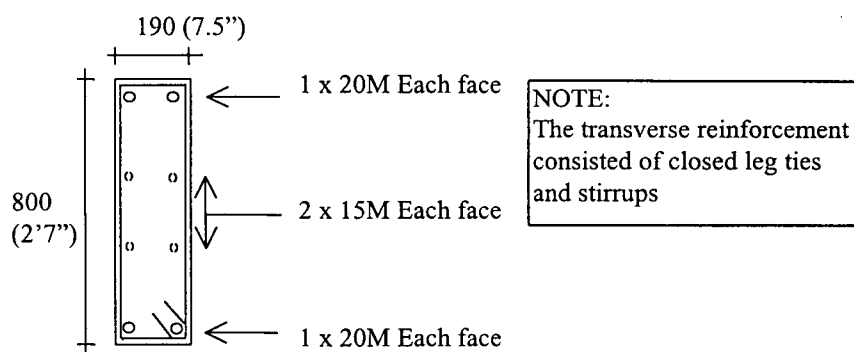 190 (7.5”)
1 x 20M Each face
NOTE:
The transverse reinforcement
consisted of closed leg ties
and stirrups
800
(2’7”)
2 x 15M Each face
1 x 20M Each face